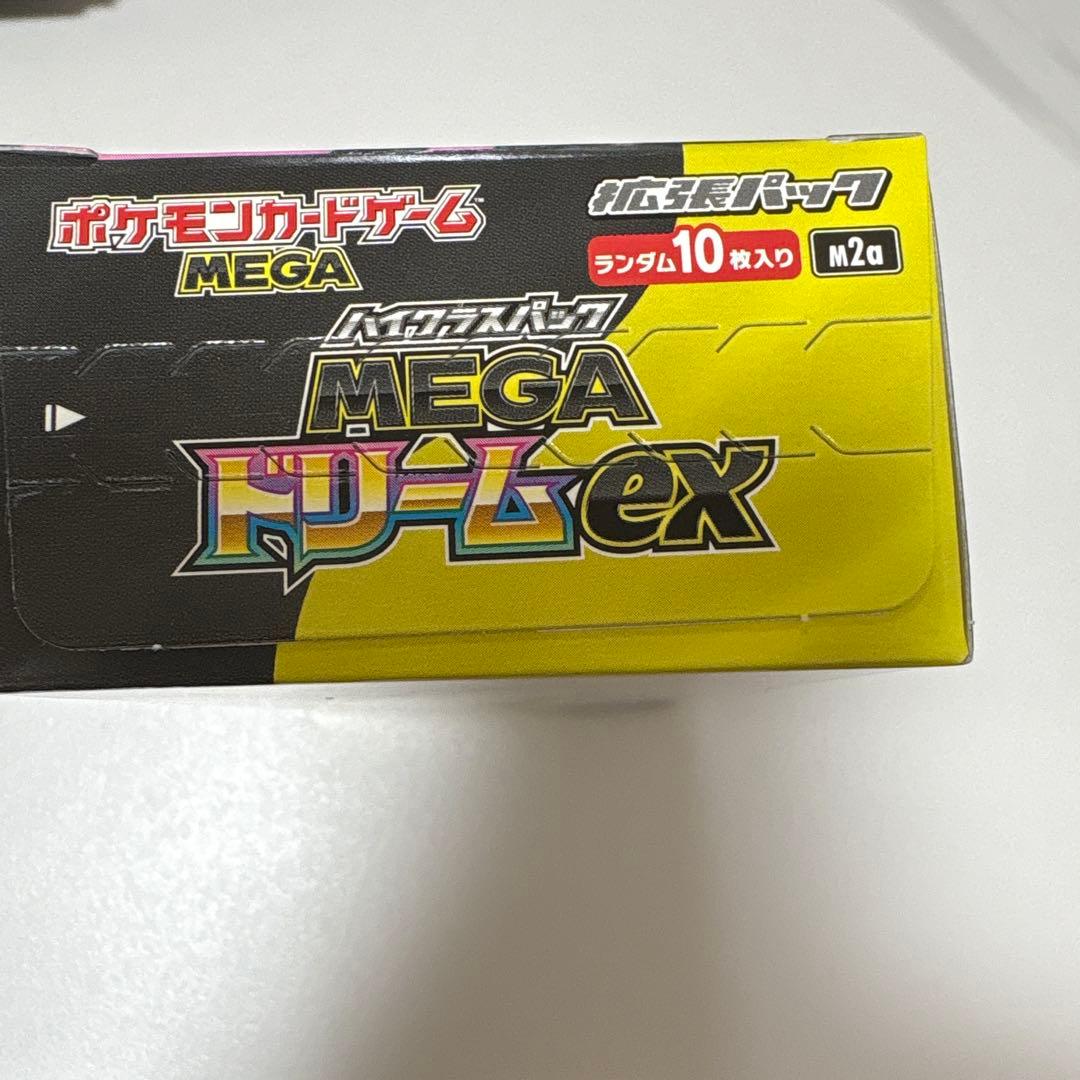 ポケモンカードゲーム™
MEGA
拡張パック
ランダム10枚入り
M2a
ハイクラスパック
MEGA
ドリームex